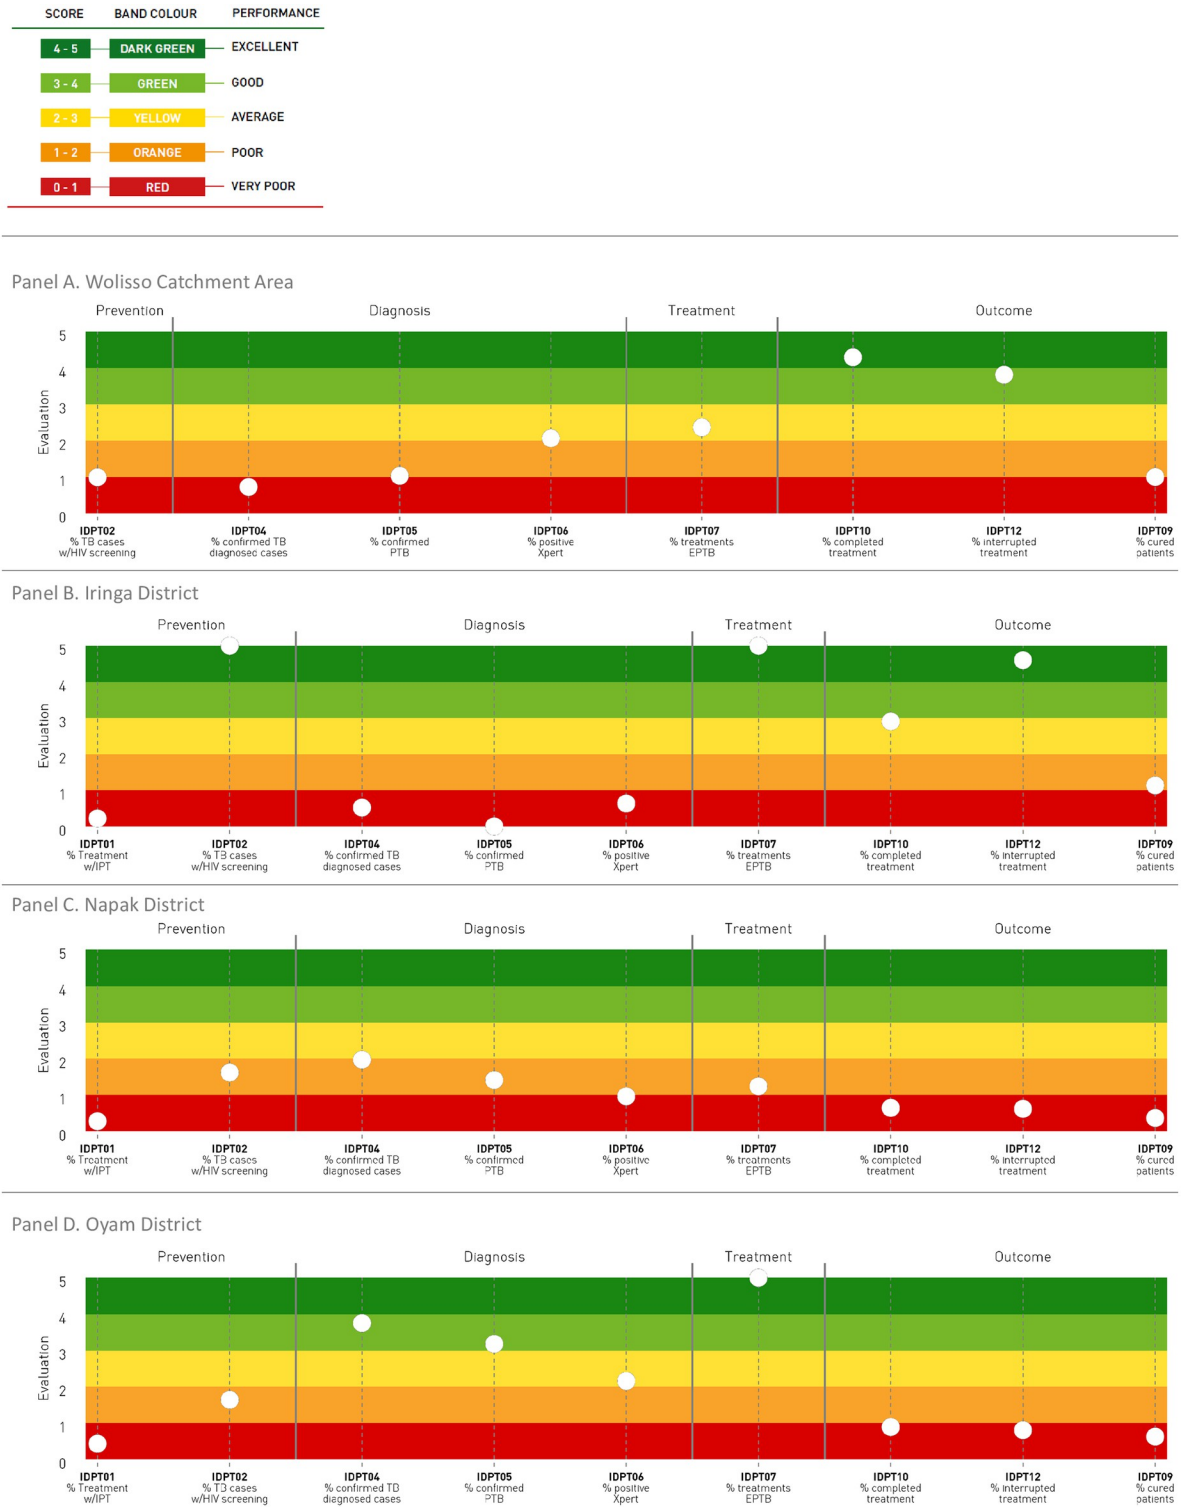 SCORE BAND COLOUR PERFORMANCE
4 - 5 DARK GREEN EXCELLENT
3 - 4 GREEN GOOD
2 - 3 YELLOW AVERAGE
1 - 2 ORANGE POOR
0 - 1 RED VERY POOR
Panel A. Wolisso Catchment Area
Prevention Diagnosis Treatment Outcome
Evaluation
5
4
3
2
1
0
IDPT02 IDPT04 IDPT05 IDPT06 IDPT07 IDPT10 IDPT12 IDPT09
% TB cases % confirmed TB % confirmed % positive % treatments % completed % interrupted % cured
w/HIV screening diagnosed cases PTB Xpert EPTB treatment treatment patients
Panel B. Iringa District
Prevention Diagnosis Treatment Outcome
Evaluation
5
4
3
2
1
0
IDPT01 IDPT02 IDPT04 IDPT05 IDPT06 IDPT07 IDPT10 IDPT12 IDPT09
% Treatment % TB cases % confirmed TB % confirmed % positive % treatments % completed % interrupted % cured
w/IPT w/HIV screening diagnosed cases PTB Xpert EPTB treatment treatment patients
Panel C. Napak District
Prevention Diagnosis Treatment Outcome
Evaluation
5
4
3
2
1
0
IDPT01 IDPT02 IDPT04 IDPT05 IDPT06 IDPT07 IDPT10 IDPT12 IDPT09
% Treatment % TB cases % confirmed TB % confirmed % positive % treatments % completed % interrupted % cured
w/IPT w/HIV screening diagnosed cases PTB Xpert EPTB treatment treatment patients
Panel D. Oyam District
Prevention Diagnosis Treatment Outcome
Evaluation
5
4
3
2
1
0
IDPT01 IDPT02 IDPT04 IDPT05 IDPT06 IDPT07 IDPT10 IDPT12 IDPT09
% Treatment % TB cases % confirmed TB % confirmed % positive % treatments % completed % interrupted % cured
w/IPT w/HIV screening diagnosed cases PTB Xpert EPTB treatment treatment patients